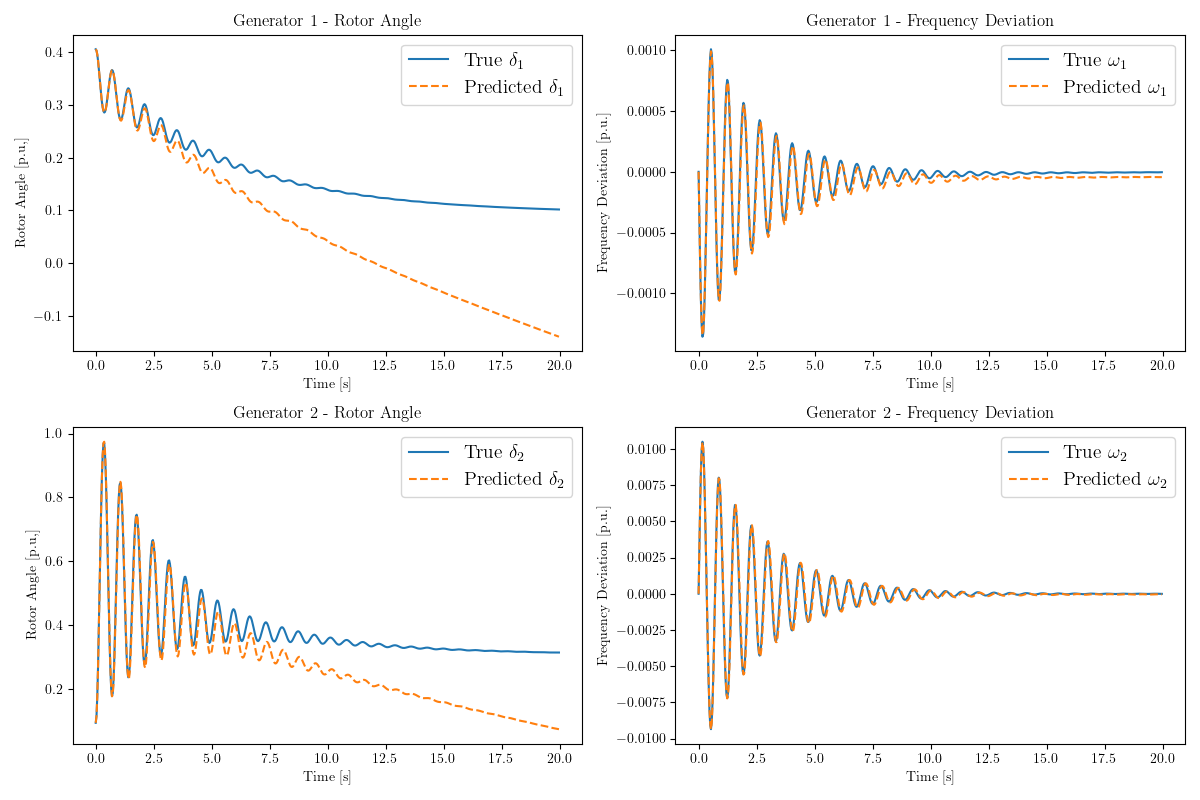 Generator 1 - Rotor Angle
True δ₁
Predicted δ₁
Rotor Angle [p.u,]
0.4
0.3
0.2
0.1
0.0
−0.1
0.0 2.5 5.0 7.5 10.0 12.5 15.0 17.5 20.0
Time [s]
Generator 1 - Frequency Deviation
True ω₁
Predicted ω₁
Frequency Deviation [p.u.]
0.0010
0.0005
0.0000
−0.0005
−0.0010
0.0 2.5 5.0 7.5 10.0 12.5 15.0 17.5 20.0
Time [s]
Generator 2 - Rotor Angle
True δ₂
Predicted δ₂
Rotor Angle [p.u,]
1.0
0.8
0.6
0.4
0.2
0.0 2.5 5.0 7.5 10.0 12.5 15.0 17.5 20.0
Time [s]
Generator 2 - Frequency Deviation
True ω₂
Predicted ω₂
Frequency Deviation [p.u.]
0.0100
0.0075
0.0050
0.0025
0.0000
−0.0025
−0.0050
−0.0075
−0.0100
0.0 2.5 5.0 7.5 10.0 12.5 15.0 17.5 20.0
Time [s]